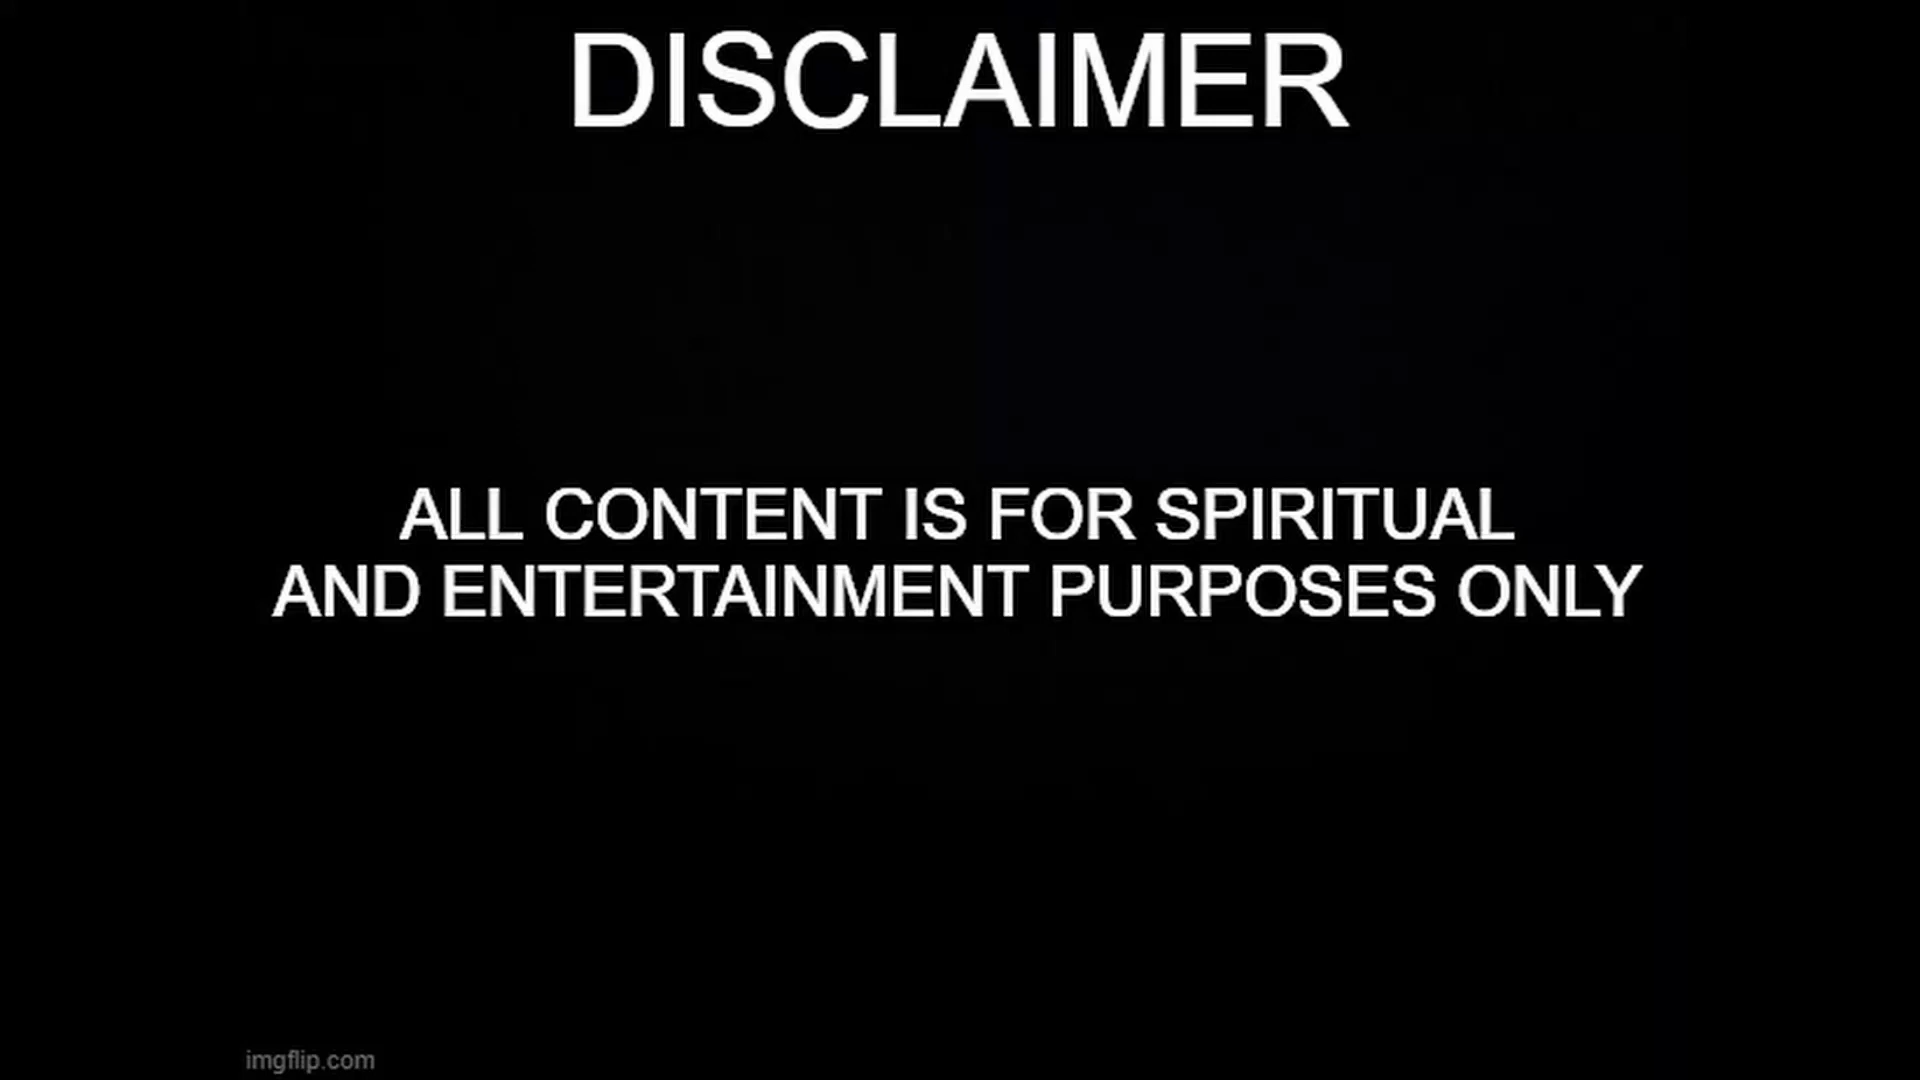 DISCLAIMER
ALL CONTENT IS FOR SPIRITUAL
AND ENTERTAINMENT PURPOSES ONLY
imgflip.com